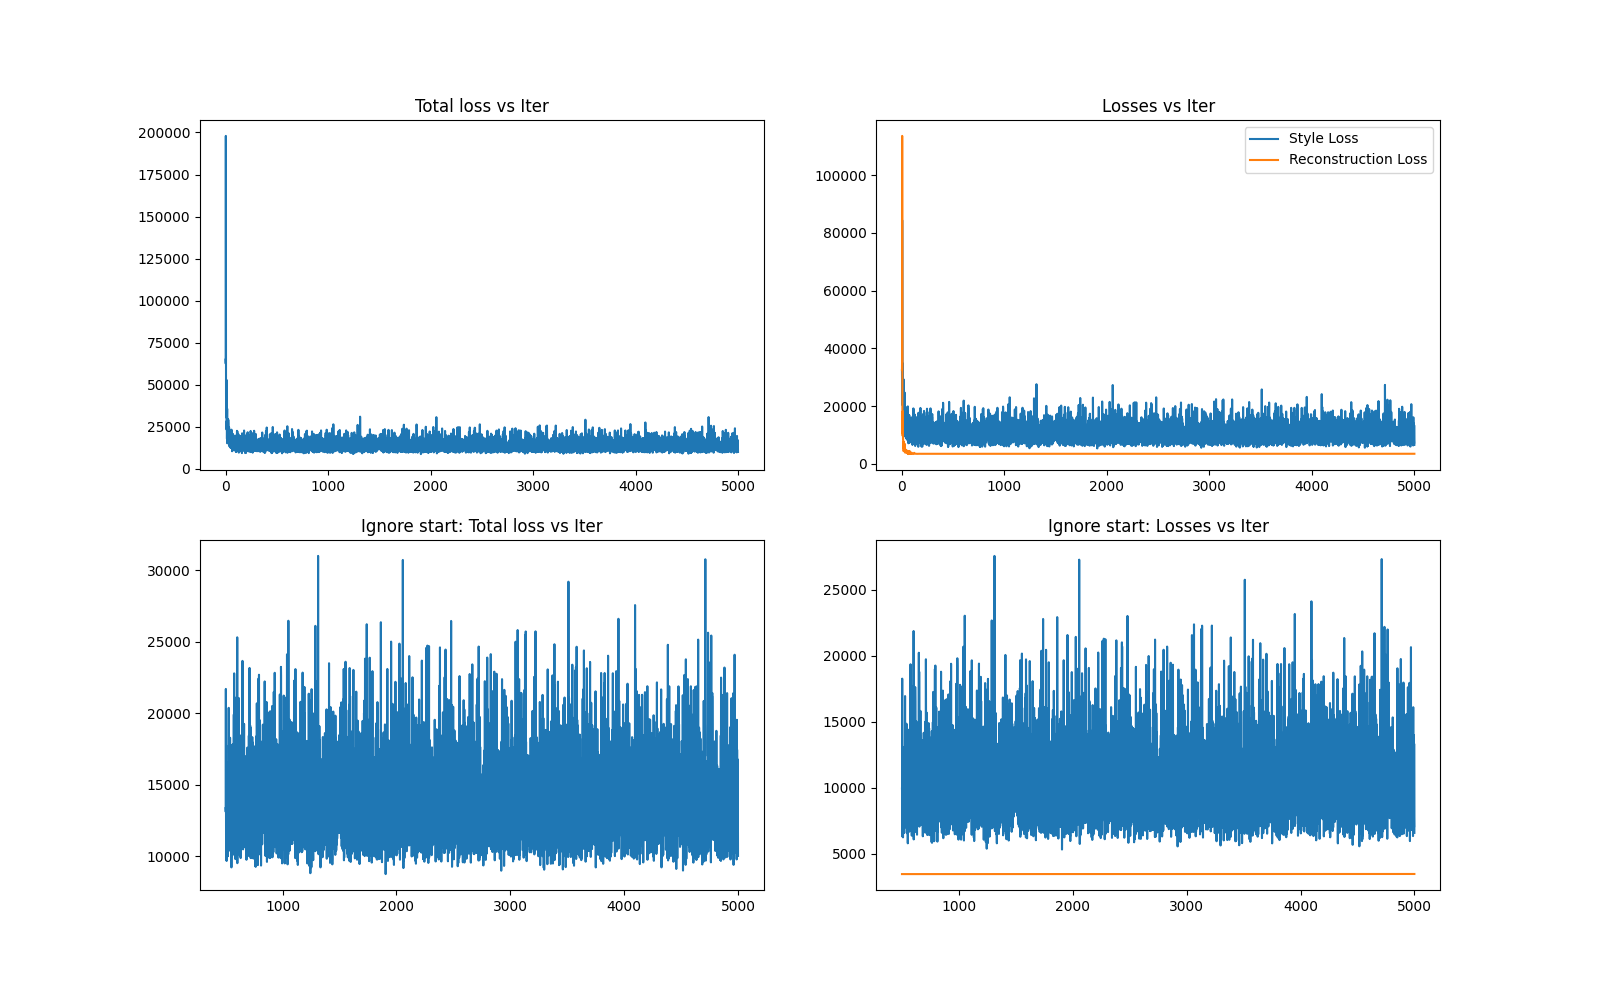 Total loss vs Iter
200000
175000
150000
125000
100000
75000
50000
25000
0
0 1000 2000 3000 4000 5000
Losses vs Iter
Style Loss
Reconstruction Loss
100000
80000
60000
40000
20000
0
0 1000 2000 3000 4000 5000
Ignore start: Total loss vs Iter
30000
25000
20000
15000
10000
1000 2000 3000 4000 5000
Ignore start: Losses vs Iter
25000
20000
15000
10000
5000
1000 2000 3000 4000 5000